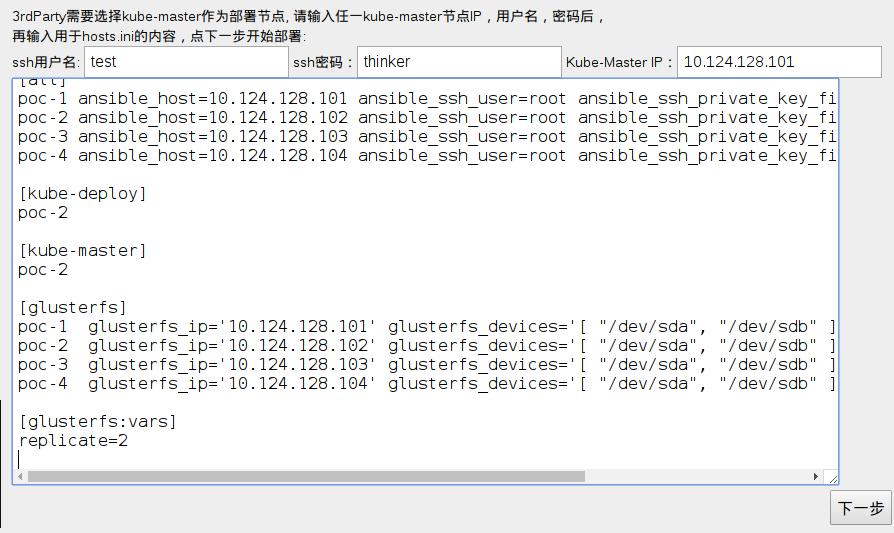 3rdParty需要选择kube-master作为部署节点, 请输入任一kube-master节点IP，用户名，密码后，
再输入用于hosts.ini的内容，点下一步开始部署:
ssh用户名: test ssh密码： thinker Kube-Master IP： 10.124.128.101
[all]
poc-1 ansible_host=10.124.128.101 ansible_ssh_user=root ansible_ssh_private_key_fi
poc-2 ansible_host=10.124.128.102 ansible_ssh_user=root ansible_ssh_private_key_fi
poc-3 ansible_host=10.124.128.103 ansible_ssh_user=root ansible_ssh_private_key_fi
poc-4 ansible_host=10.124.128.104 ansible_ssh_user=root ansible_ssh_private_key_fi
[kube-deploy]
poc-2
[kube-master]
poc-2
[glusterfs]
poc-1  glusterfs_ip='10.124.128.101' glusterfs_devices='[ "/dev/sda", "/dev/sdb" ]
poc-2  glusterfs_ip='10.124.128.102' glusterfs_devices='[ "/dev/sda", "/dev/sdb" ]
poc-3  glusterfs_ip='10.124.128.103' glusterfs_devices='[ "/dev/sda", "/dev/sdb" ]
poc-4  glusterfs_ip='10.124.128.104' glusterfs_devices='[ "/dev/sda", "/dev/sdb" ]
[glusterfs:vars]
replicate=2
下一步